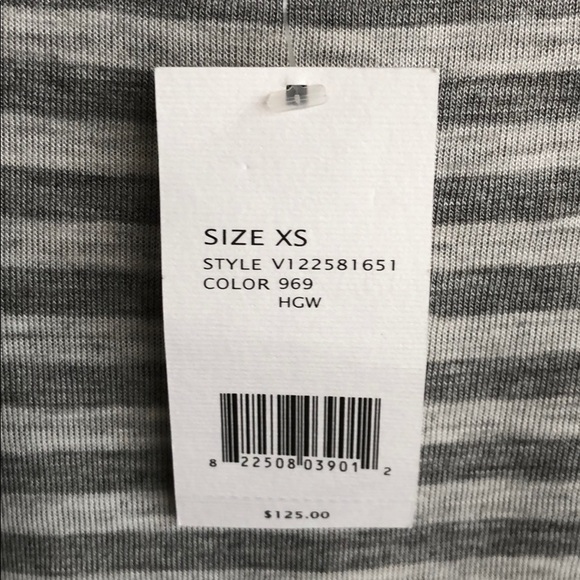 SIZE XS
STYLE V122581651
COLOR 969
HGW
8 22508 03901 2
$125.00